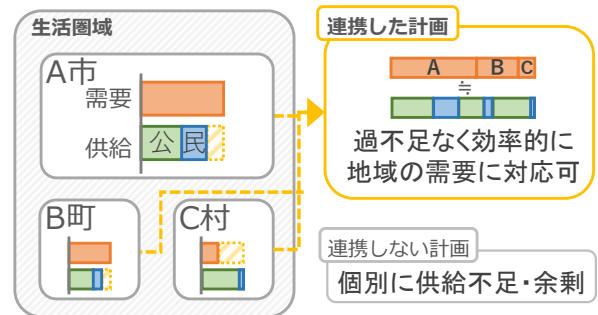 生活圏域
A市
需要
供給
公 民
B町
C村
連携した計画
A B C
≒
過不足なく効率的に
地域の需要に対応可
連携しない計画
個別に供給不足・余剰